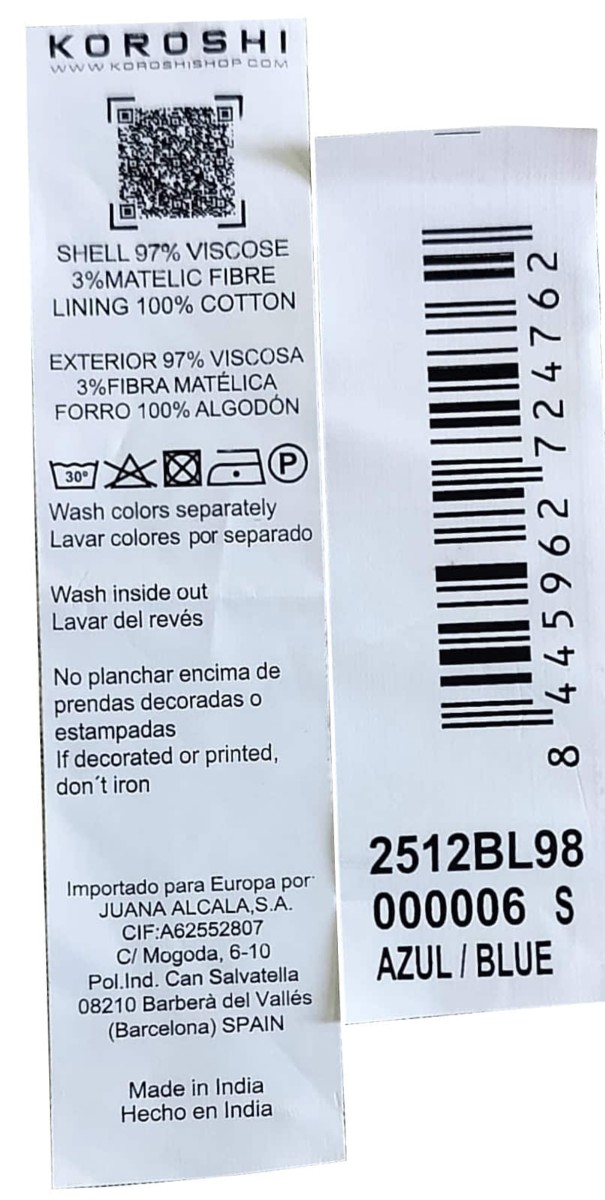 KOROSHI
WWW KOROSHISHOP COM
SHELL 97% VISCOSE
3%MATELIC FIBRE
LINING 100% COTTON
EXTERIOR 97% VISCOSA
3%FIBRA MATÉLICA
FORRO 100% ALGODÓN
30°
P
Wash colors separately
Lavar colores por separado
Wash inside out
Lavar del revés
No planchar encima de
prendas decoradas o
estampadas
If decorated or printed,
don´t iron
Importado para Europa por:
JUANA ALCALA,S.A.
CIF:A62552807
C/ Mogoda, 6-10
Pol.Ind. Can Salvatella
08210 Barberà del Vallés
(Barcelona) SPAIN
Made in India
Hecho en India
8 445962 724762
2512BL98
000006 S
AZUL / BLUE